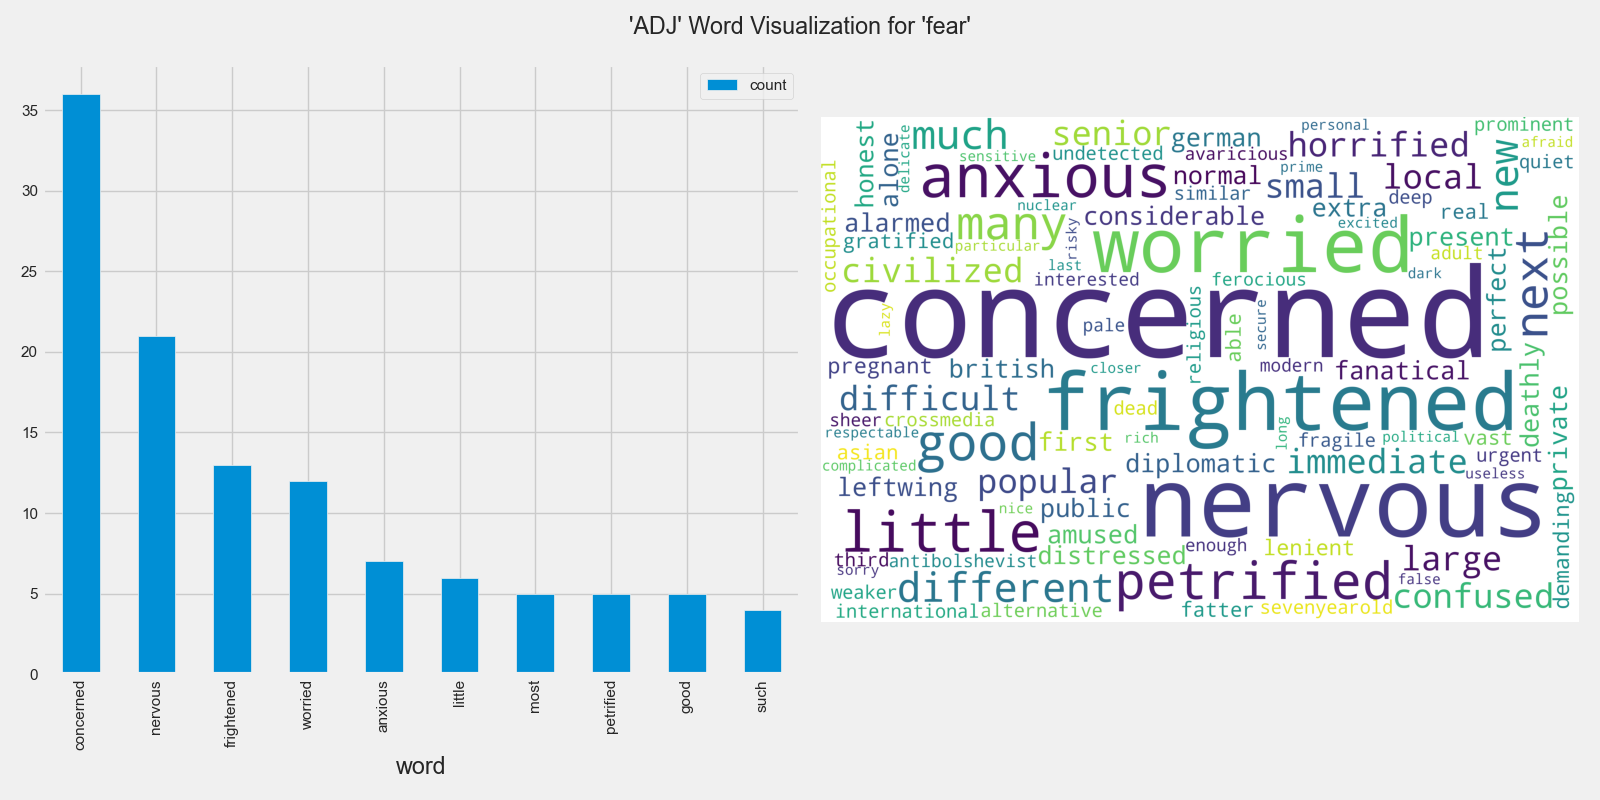 'ADJ' Word Visualization for 'fear'
count
35
30
25
20
15
10
5
0
concerned
nervous
frightened
worried
anxious
little
most
petrified
good
such
word
personal
prominent
much
senior
german
honest
alone
delicate
horrified
afraid
new
sensitive
undetected
avaricious
quiet
anxious
normal
prime
local
occupational
similar
small
deep
nuclear
extra
real
alarmed
many
risky
considerable
excited
possible
gratified
particular
worried
present
next
adult
civilized
last
interested
ferocious
dark
perfect
concerned
lazy
pale
religious
able
secure
pregnant
british
closer
modern
fanatical
deathly
difficult
frightened
dead
private
sheer
crossmedia
respectable
good
first
rich
long
fragile
political
vast
asian
complicated
diplomatic
immediate
urgent
useless
leftwing
popular
nervous
nice
public
demanding
little
amused
enough
lenient
large
third
antibolshevist
distressed
sorry
petrified
false
weaker
different
confused
international
alternative
fatter
sevenyearold